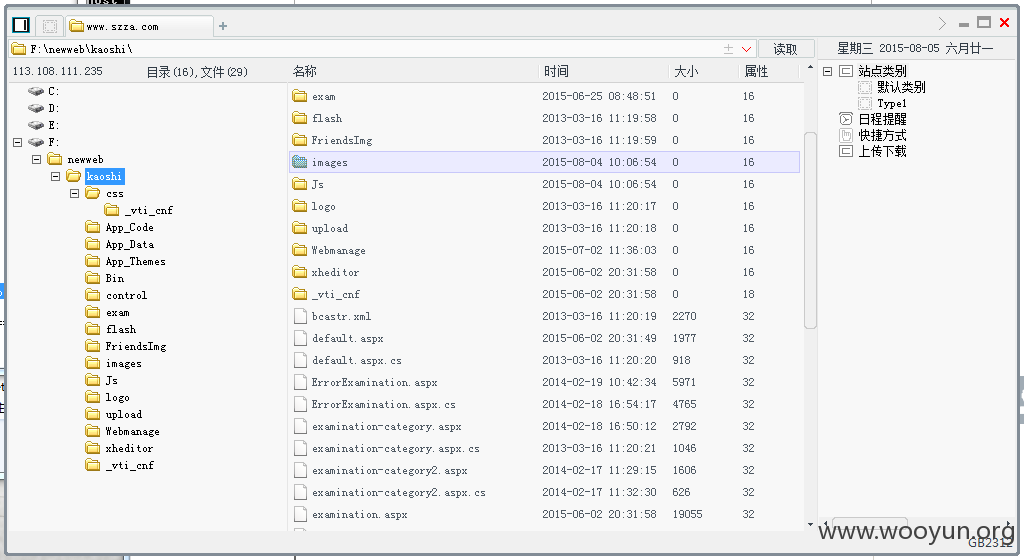 www.szza.com
F:\newweb\kaoshi\
读取
星期三 2015-08-05 六月廿一
113.108.111.235
目录(16),文件(29)
C:
D:
E:
F:
newweb
kaoshi
css
_vti_cnf
App_Code
App_Data
App_Themes
Bin
control
exam
flash
FriendsImg
images
Js
logo
upload
Webmanage
xheditor
_vti_cnf
名称 时间 大小 属性
exam 2015-06-25 08:48:51 0 16
flash 2013-03-16 11:19:58 0 16
FriendsImg 2013-03-16 11:19:59 0 16
images 2015-08-04 10:06:54 0 16
Js 2015-08-04 10:06:54 0 16
logo 2013-03-16 11:20:17 0 16
upload 2013-03-16 11:20:18 0 16
Webmanage 2015-07-02 11:36:03 0 16
xheditor 2015-06-02 20:31:58 0 16
_vti_cnf 2015-06-02 20:31:58 0 18
bcastr.xml 2013-03-16 11:20:19 2270 32
default.aspx 2015-06-02 20:31:49 1977 32
default.aspx.cs 2013-03-16 11:20:20 918 32
ErrorExamination.aspx 2014-02-19 10:42:34 5971 32
ErrorExamination.aspx.cs 2014-02-18 16:54:17 4765 32
examination-category.aspx 2014-02-18 16:50:12 2792 32
examination-category.aspx.cs 2013-03-16 11:20:21 1046 32
examination-category2.aspx 2014-02-17 11:29:15 1606 32
examination-category2.aspx.cs 2014-02-17 11:32:30 626 32
examination.aspx 2015-06-02 20:31:58 19055 32
站点类别
默认类别
Type1
日程提醒
快捷方式
上传下载
www.wooyun.org
GB2312